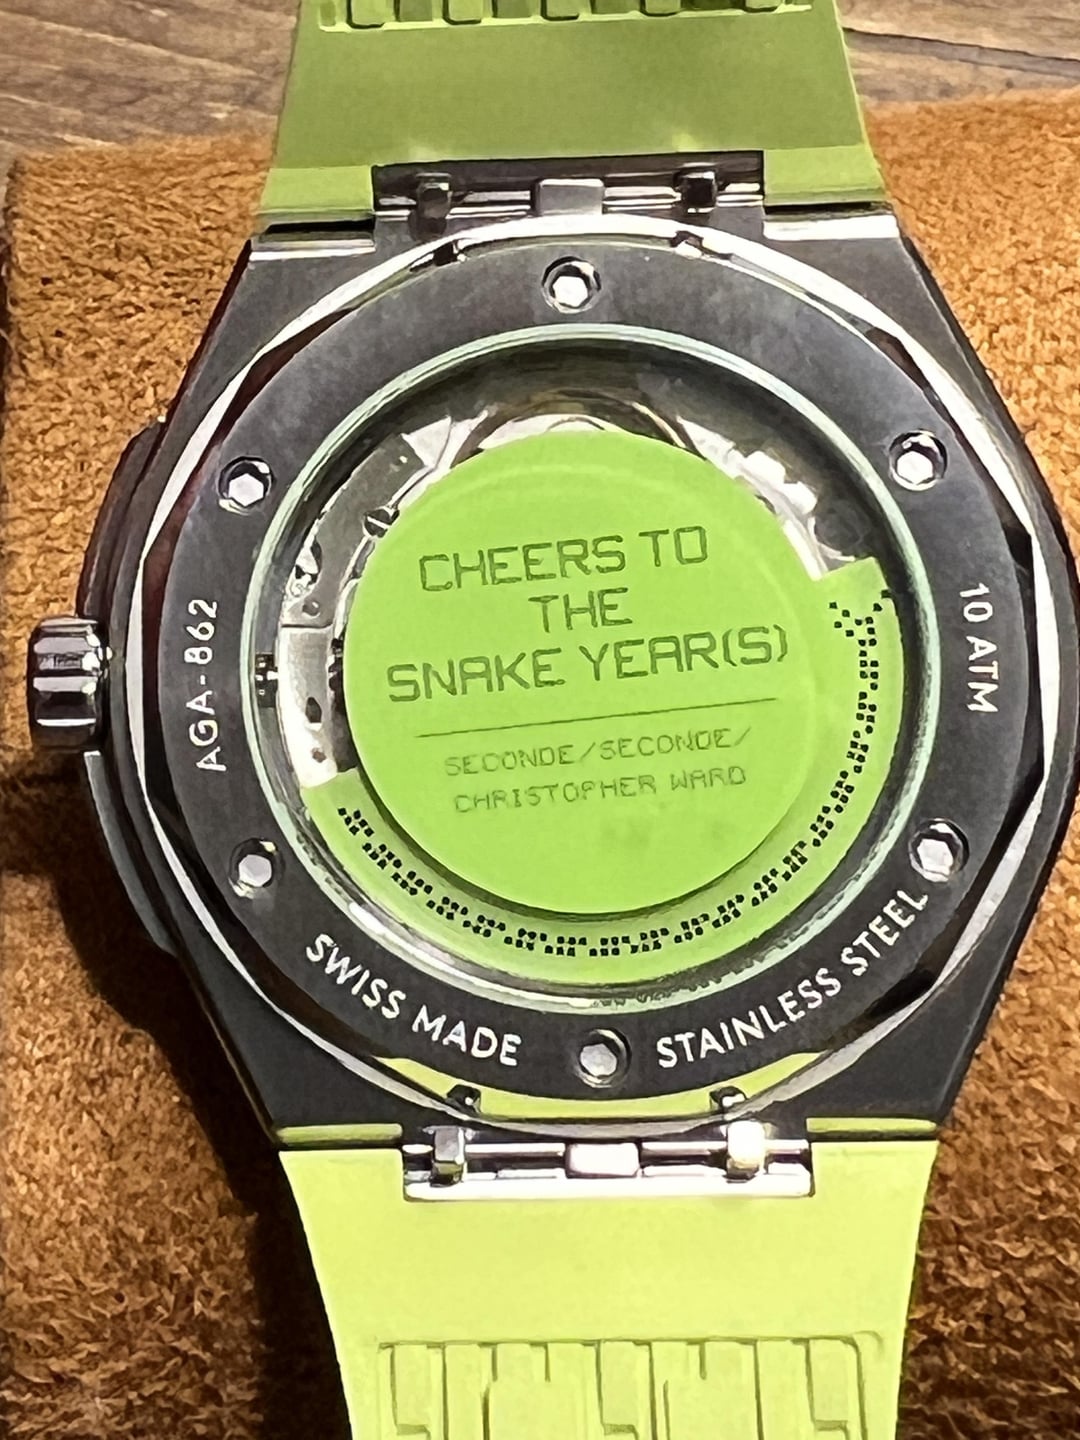 CHEERS TO
THE
SNAKE YEAR(S)
SECONDE/SECONDE/
CHRISTOPHER WARD
AGA-862
10 ATM
SWISS MADE
STAINLESS STEEL